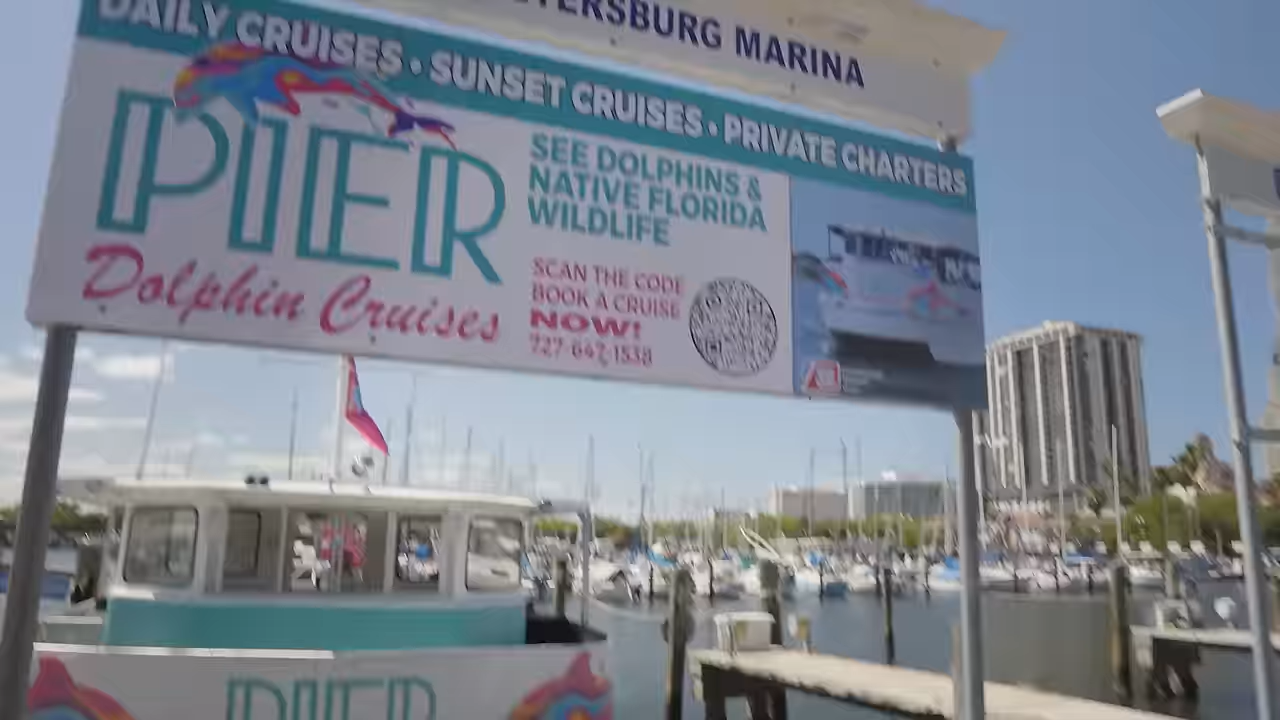 TERSBURG MARINA
DAILY CRUISES • SUNSET CRUISES • PRIVATE CHARTERS
PIER
Dolphin Cruises
SEE DOLPHINS &
NATIVE FLORIDA
WILDLIFE
SCAN THE CODE
BOOK A CRUISE
NOW!
727-647-1538
PIER